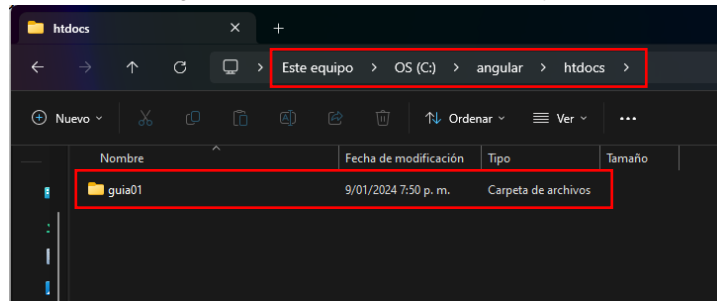 htdocs
Este equipo > OS (C:) > angular > htdocs >
Nuevo Ordenar Ver
Nombre Fecha de modificación Tipo Tamaño
guia01 9/01/2024 7:50 p. m. Carpeta de archivos